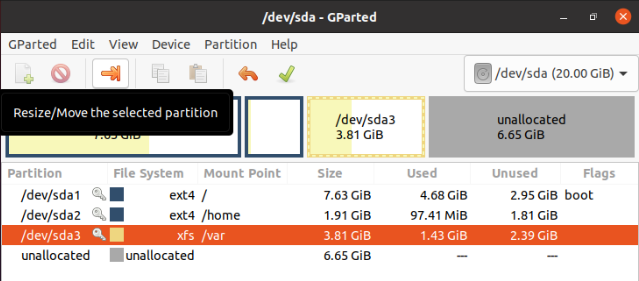 /dev/sda - GParted
GParted Edit View Device Partition Help
/dev/sda (20.00 GiB)
Resize/Move the selected partition
/dev/sda3
3.81 GiB
unallocated
6.65 GiB
7.63 GiB
Partition File System Mount Point Size Used Unused Flags
/dev/sda1 ext4 / 7.63 GiB 4.68 GiB 2.95 GiB boot
/dev/sda2 ext4 /home 1.91 GiB 97.41 MiB 1.81 GiB
/dev/sda3 xfs /var 3.81 GiB 1.43 GiB 2.39 GiB
unallocated unallocated 6.65 GiB --- ---